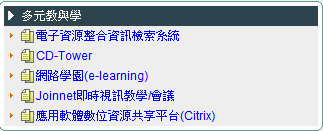 多元教與學
電子資源整合資訊檢索系統
CD-Tower
網路學園(e-learning)
Joinnet即時視訊教學/會議
應用軟體數位資源共享平台(Citrix)